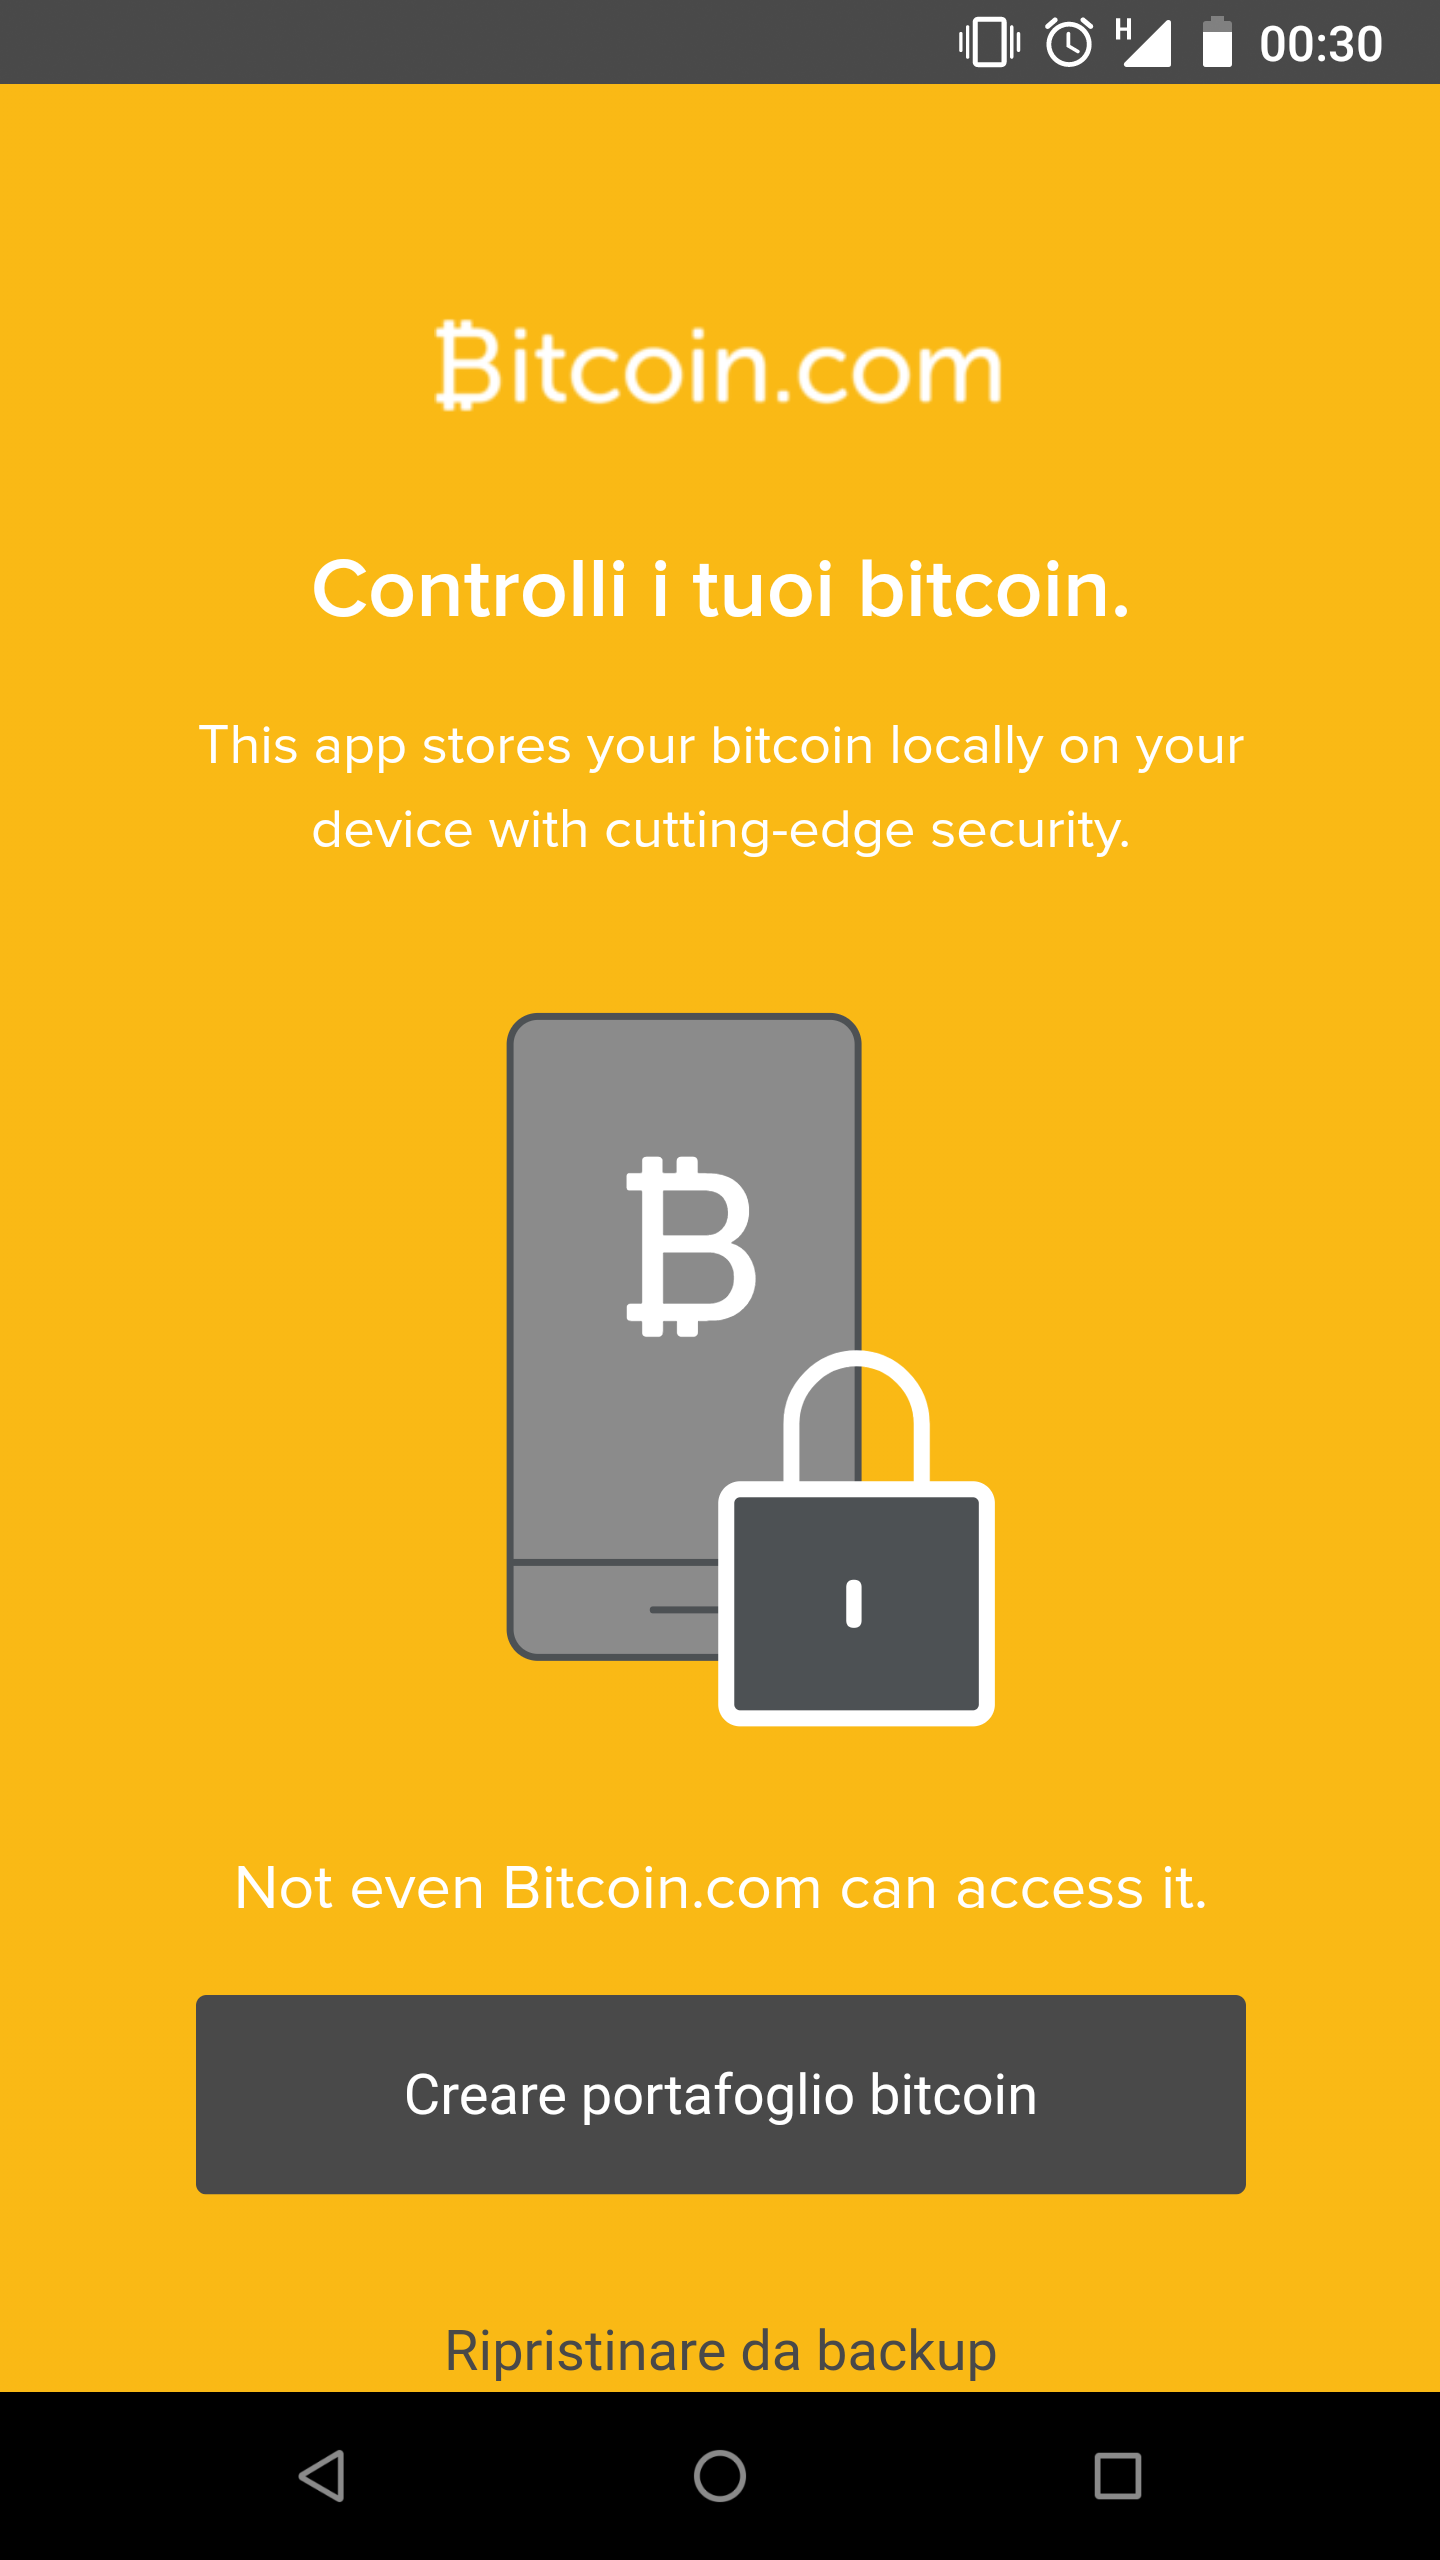 H 00:30
Bitcoin.com
Controlli i tuoi bitcoin.
This app stores your bitcoin locally on your
device with cutting-edge security.
Not even Bitcoin.com can access it.
Creare portafoglio bitcoin
Ripristinare da backup